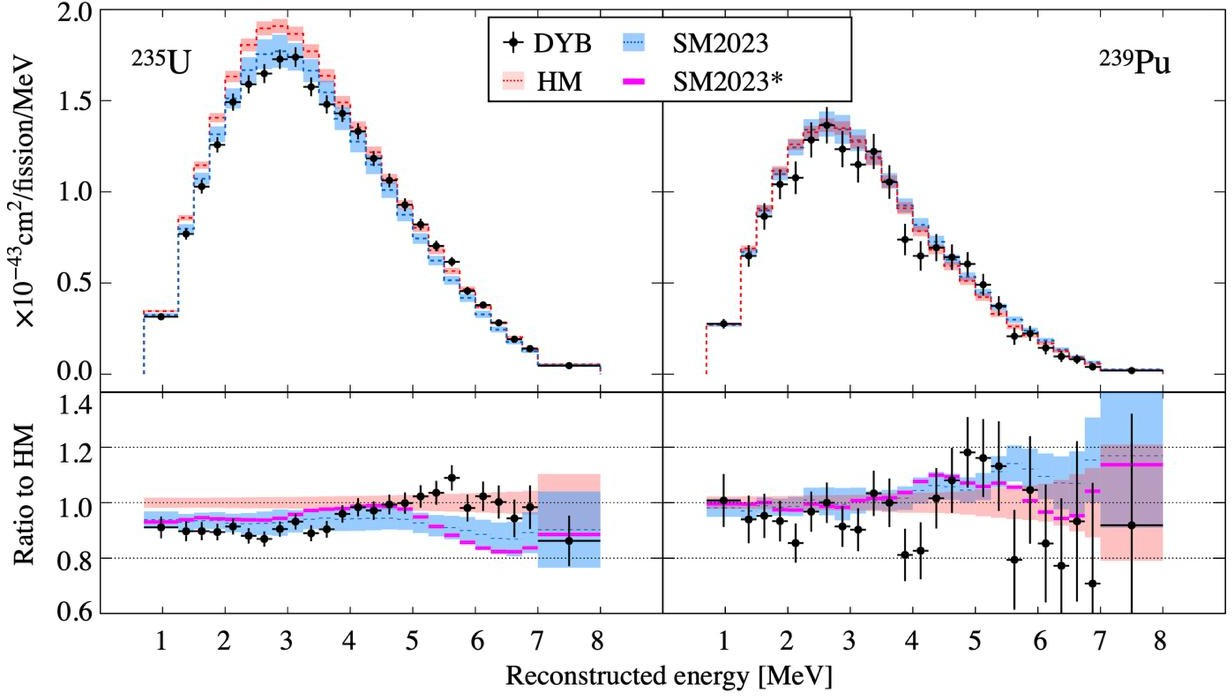 2.0
1.5
1.0
0.5
0.0
×10⁻⁴³cm²/fission/MeV
²³⁵U
DYB SM2023
HM SM2023*
²³⁹Pu
1.4
1.2
1.0
0.8
0.6
Ratio to HM
1 2 3 4 5 6 7 8 1 2 3 4 5 6 7 8
Reconstructed energy [MeV]